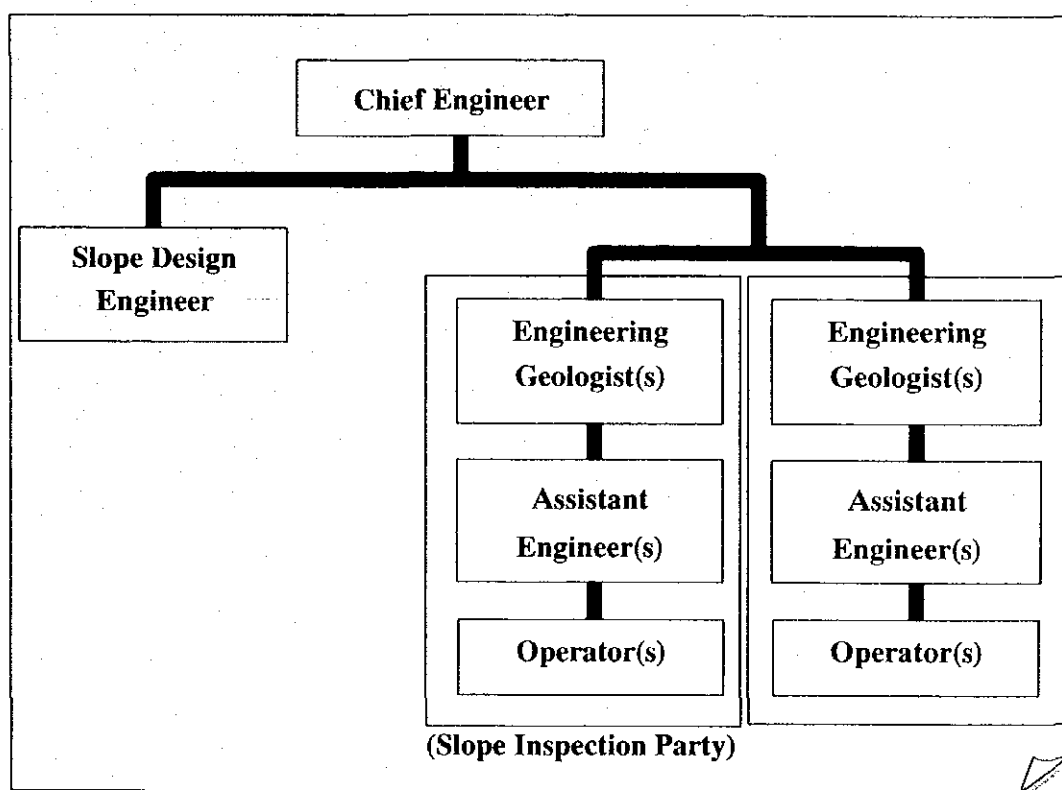 Chief Engineer
Slope Design
Engineer
Engineering
Geologist(s)
Assistant
Engineer(s)
Operator(s)
Engineering
Geologist(s)
Assistant
Engineer(s)
Operator(s)
(Slope Inspection Party)